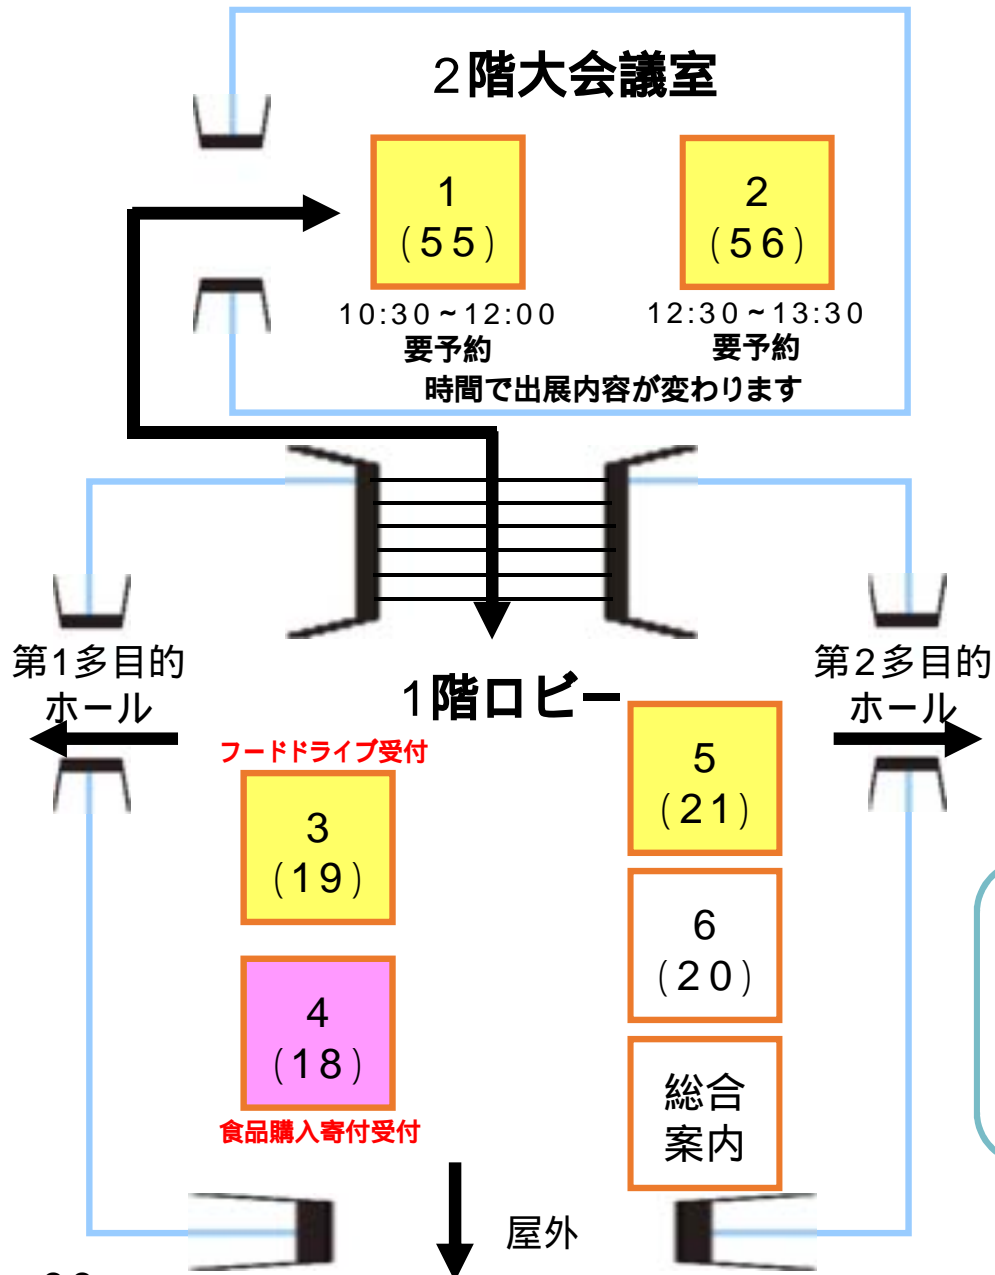 2階大会議室
1
(55)
10:30~12:00
要予約
2
(56)
12:30~13:30
要予約
時間で出展内容が変わります
第1多目的
ホール
第2多目的
ホール
1階ロビー
フードドライブ受付
3
(19)
4
(18)
食品購入寄付受付
5
(21)
6
(20)
総合
案内
屋外